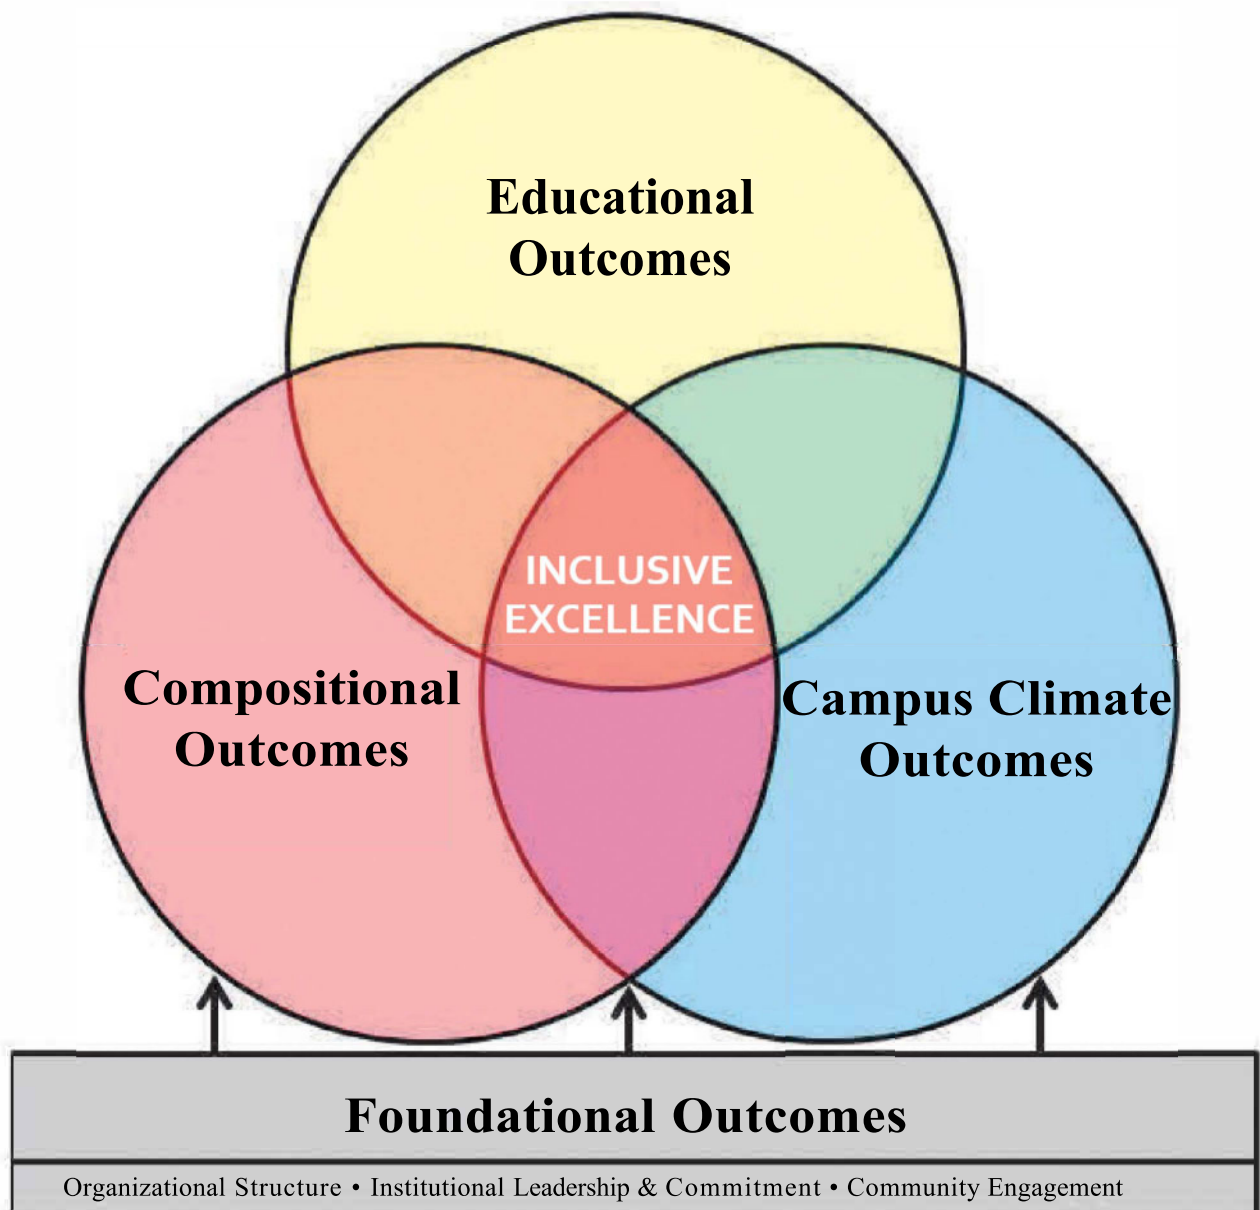 Educational
Outcomes
INCLUSIVE
EXCELLENCE
Compositional
Outcomes
Campus Climate
Outcomes
Foundational Outcomes
Organizational Structure • Institutional Leadership & Commitment • Community Engagement